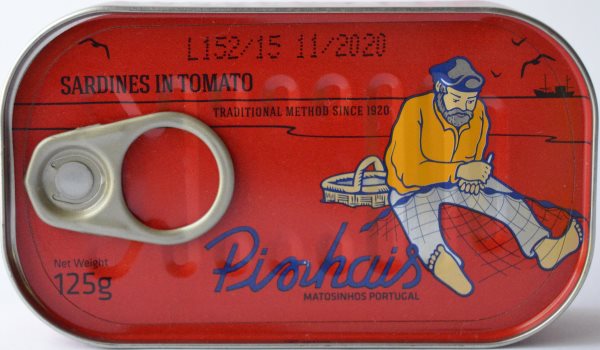 L152/15 11/2020
SARDINES IN TOMATO
TRADITIONAL METHOD SINCE 1920
Net Weight
125g
Pinhais
MATOSINHOS PORTUGAL